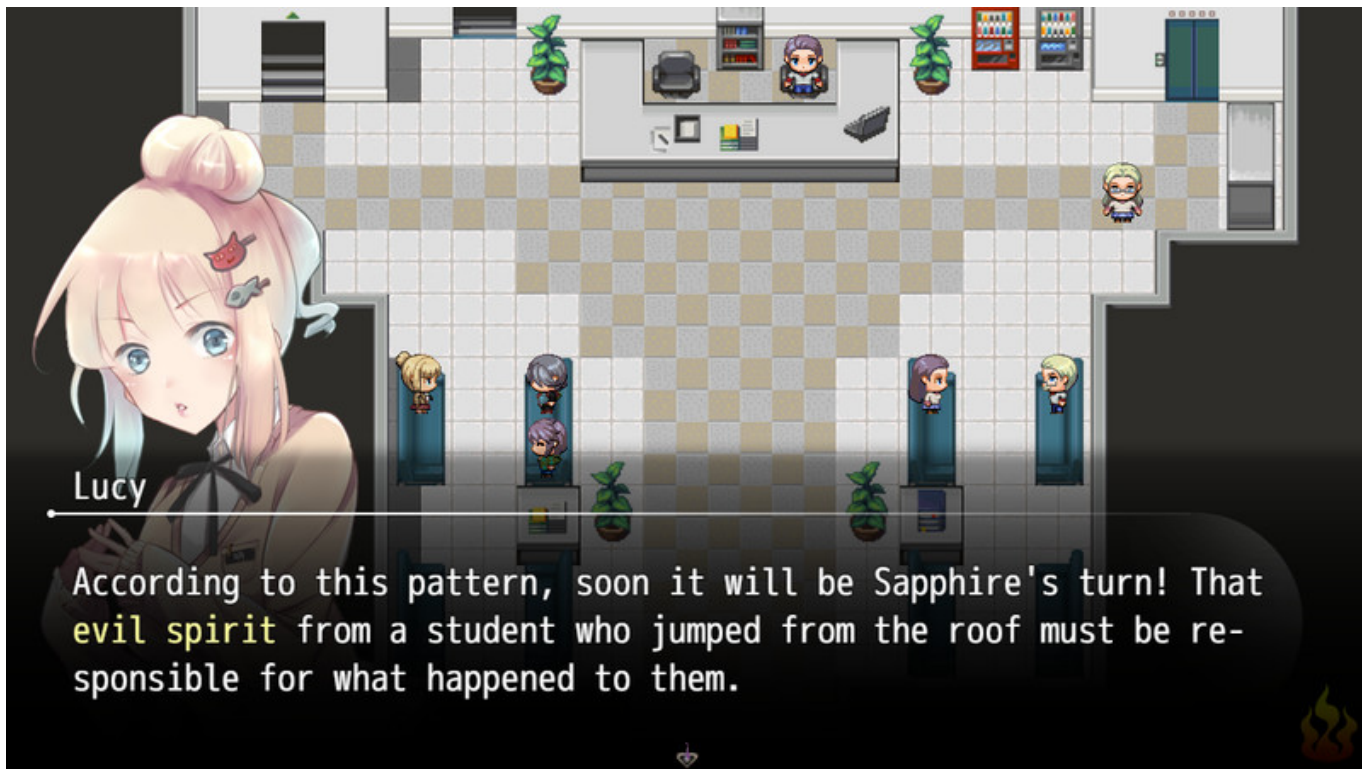 Lucy
According to this pattern, soon it will be Sapphire's turn! That
evil spirit from a student who jumped from the roof must be re-
sponsible for what happened to them.